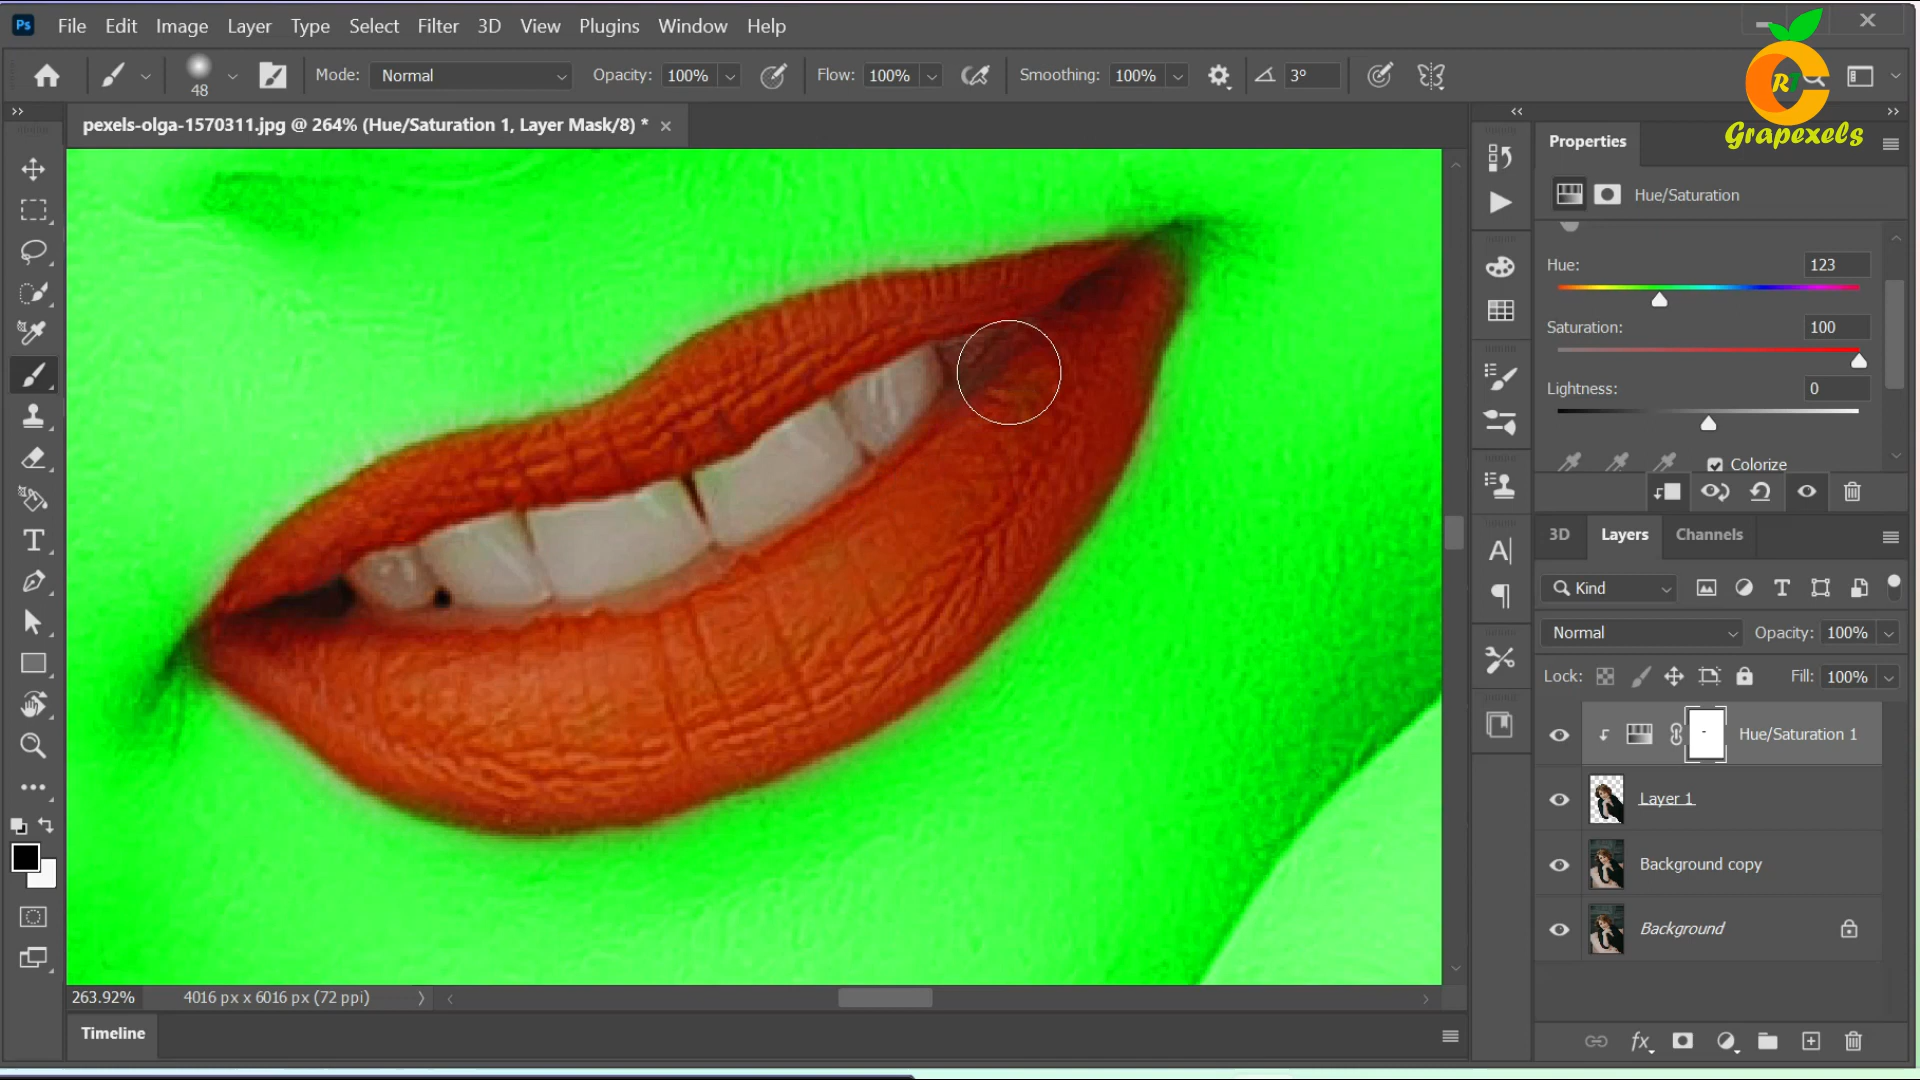 Ps File Edit Image Layer Type Select Filter 3D View Plugins Window Help
48 Mode: Normal Opacity: 100% Flow: 100% Smoothing: 100% 3°
RT
Grapexels
pexels-olga-1570311.jpg @ 264% (Hue/Saturation 1, Layer Mask/8) * ×
Properties
Hue/Saturation
Hue: 123
Saturation: 100
Lightness: 0
Colorize
3D Layers Channels
Kind
Normal Opacity: 100%
Lock: Fill: 100%
Hue/Saturation 1
Layer 1
Background copy
Background
263.92% 4016 px x 6016 px (72 ppi)
Timeline